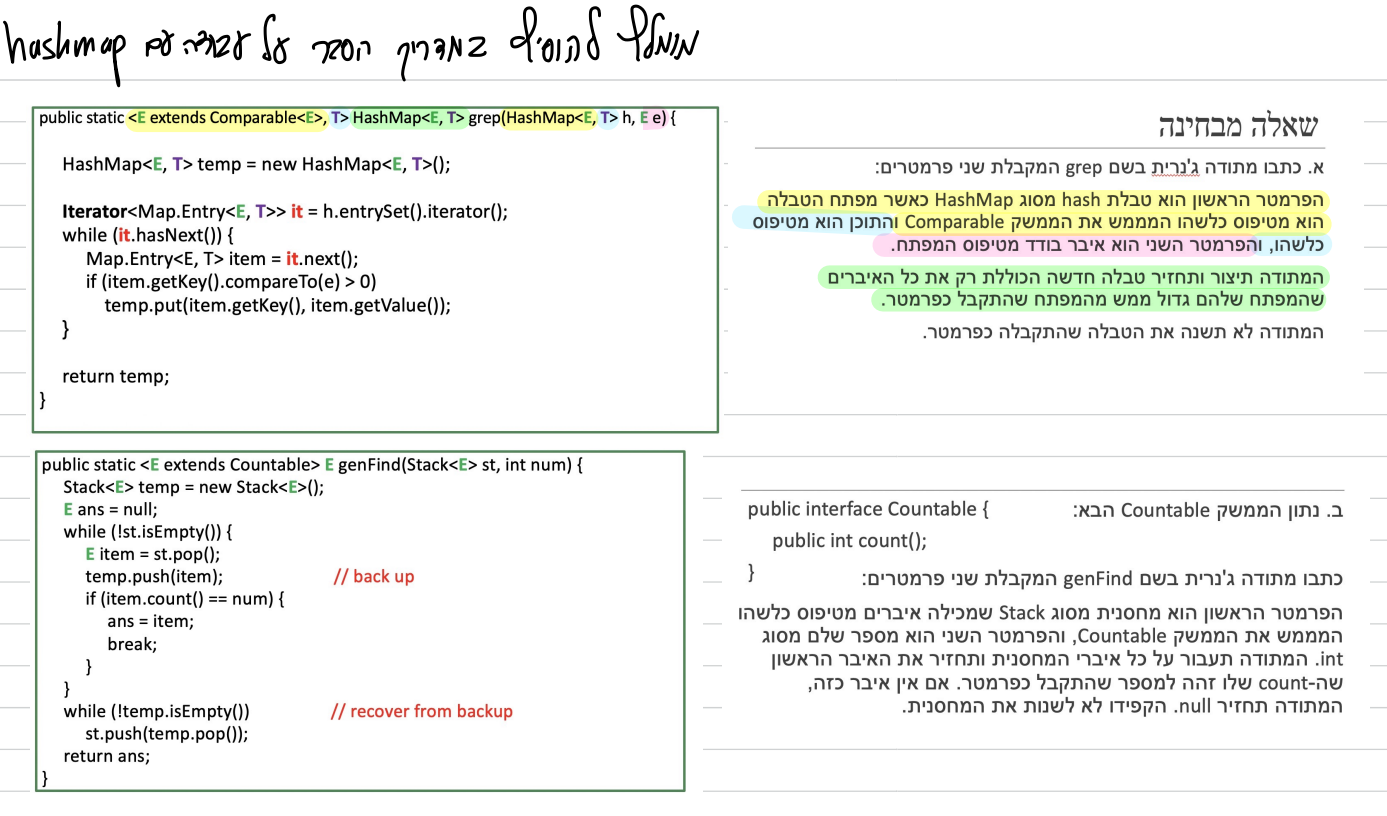 מומלץ להוסיף במדריך הסבר על עבודה עם hashmap
שאלה מבחינה
א. כתבו מתודה ג'נרית בשם grep המקבלת שני פרמטרים:
הפרמטר הראשון הוא טבלת hash מסוג HashMap כאשר מפתח הטבלה
הוא מטיפוס כלשהו המממש את הממשק Comparable והתוכן הוא מטיפוס
כלשהו, והפרמטר השני הוא איבר בודד מטיפוס המפתח.
המתודה תיצור ותחזיר טבלה חדשה הכוללת רק את כל האיברים
שהמפתח שלהם גדול ממש מהמפתח שהתקבל כפרמטר.
המתודה לא תשנה את הטבלה שהתקבלה כפרמטר.
public static <E extends Comparable<E>, T> HashMap<E, T> grep(HashMap<E, T> h, E e) {
HashMap<E, T> temp = new HashMap<E, T>();
Iterator<Map.Entry<E, T>> it = h.entrySet().iterator();
while (it.hasNext()) {
Map.Entry<E, T> item = it.next();
if (item.getKey().compareTo(e) > 0)
temp.put(item.getKey(), item.getValue());
}
return temp;
}
ב. נתון הממשק Countable הבא:
public interface Countable {
public int count();
}
כתבו מתודה ג'נרית בשם genFind המקבלת שני פרמטרים:
הפרמטר הראשון הוא מחסנית מסוג Stack שמכילה איברים מטיפוס כלשהו
המממש את הממשק Countable, והפרמטר השני הוא מספר שלם מסוג
int. המתודה תעבור על כל איברי המחסנית ותחזיר את האיבר הראשון
שה-count שלו זהה למספר שהתקבל כפרמטר. אם אין איבר כזה,
המתודה תחזיר null. הקפידו לא לשנות את המחסנית.
public static <E extends Countable> E genFind(Stack<E> st, int num) {
Stack<E> temp = new Stack<E>();
E ans = null;
while (!st.isEmpty()) {
E item = st.pop();
temp.push(item); // back up
if (item.count() == num) {
ans = item;
break;
}
}
while (!temp.isEmpty()) // recover from backup
st.push(temp.pop());
return ans;
}